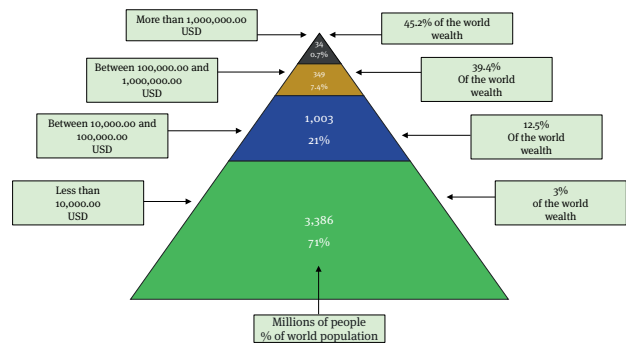 More than 1,000,000.00
USD
34
0.7%
45.2% of the world
wealth
Between 100,000.00 and
1,000,000.00
USD
349
7.4%
39.4%
Of the world
wealth
Between 10,000.00 and
100,000.00
USD
1,003
21%
12.5%
Of the world
wealth
Less than
10,000.00
USD
3,386
71%
3%
of the world
wealth
Millions of people
% of world population